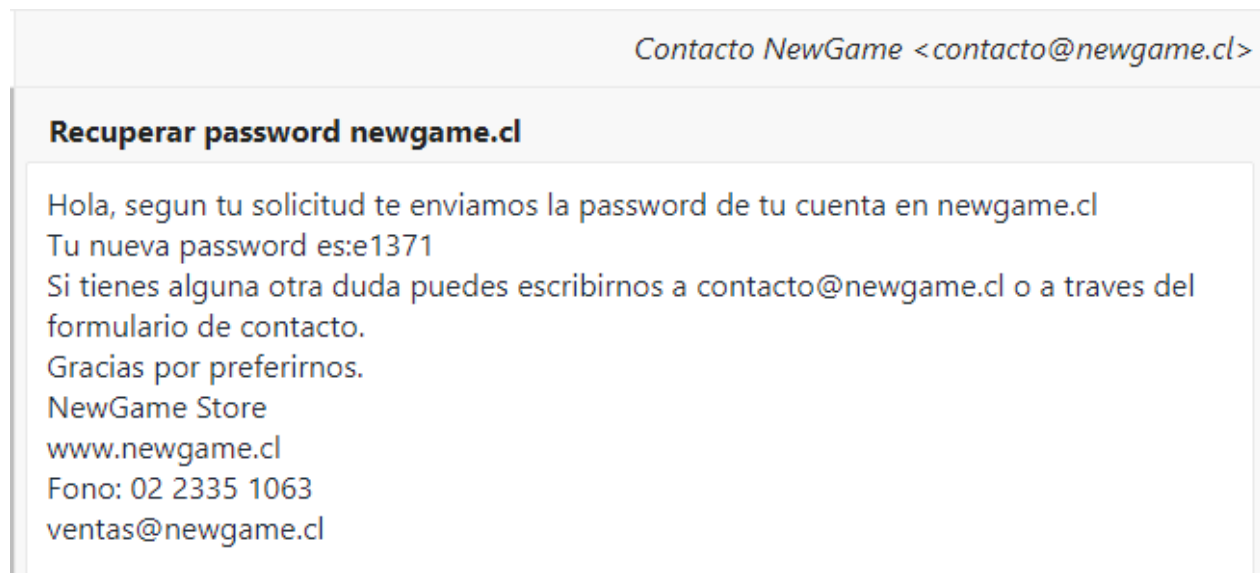 Contacto NewGame <contacto@newgame.cl>
Recuperar password newgame.cl
Hola, segun tu solicitud te enviamos la password de tu cuenta en newgame.cl
Tu nueva password es:e1371
Si tienes alguna otra duda puedes escribirnos a contacto@newgame.cl o a traves del
formulario de contacto.
Gracias por preferirnos.
NewGame Store
www.newgame.cl
Fono: 02 2335 1063
ventas@newgame.cl